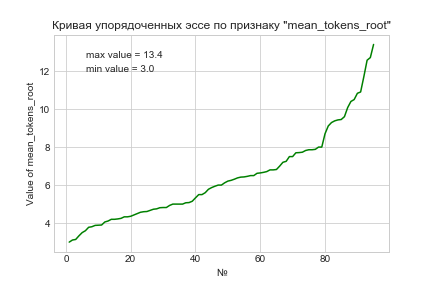 Кривая упорядоченных эссе по признаку "mean_tokens_root"
max value = 13.4
min value = 3.0
Value of mean_tokens_root
12
10
8
6
4
0
20
40
60
80
№